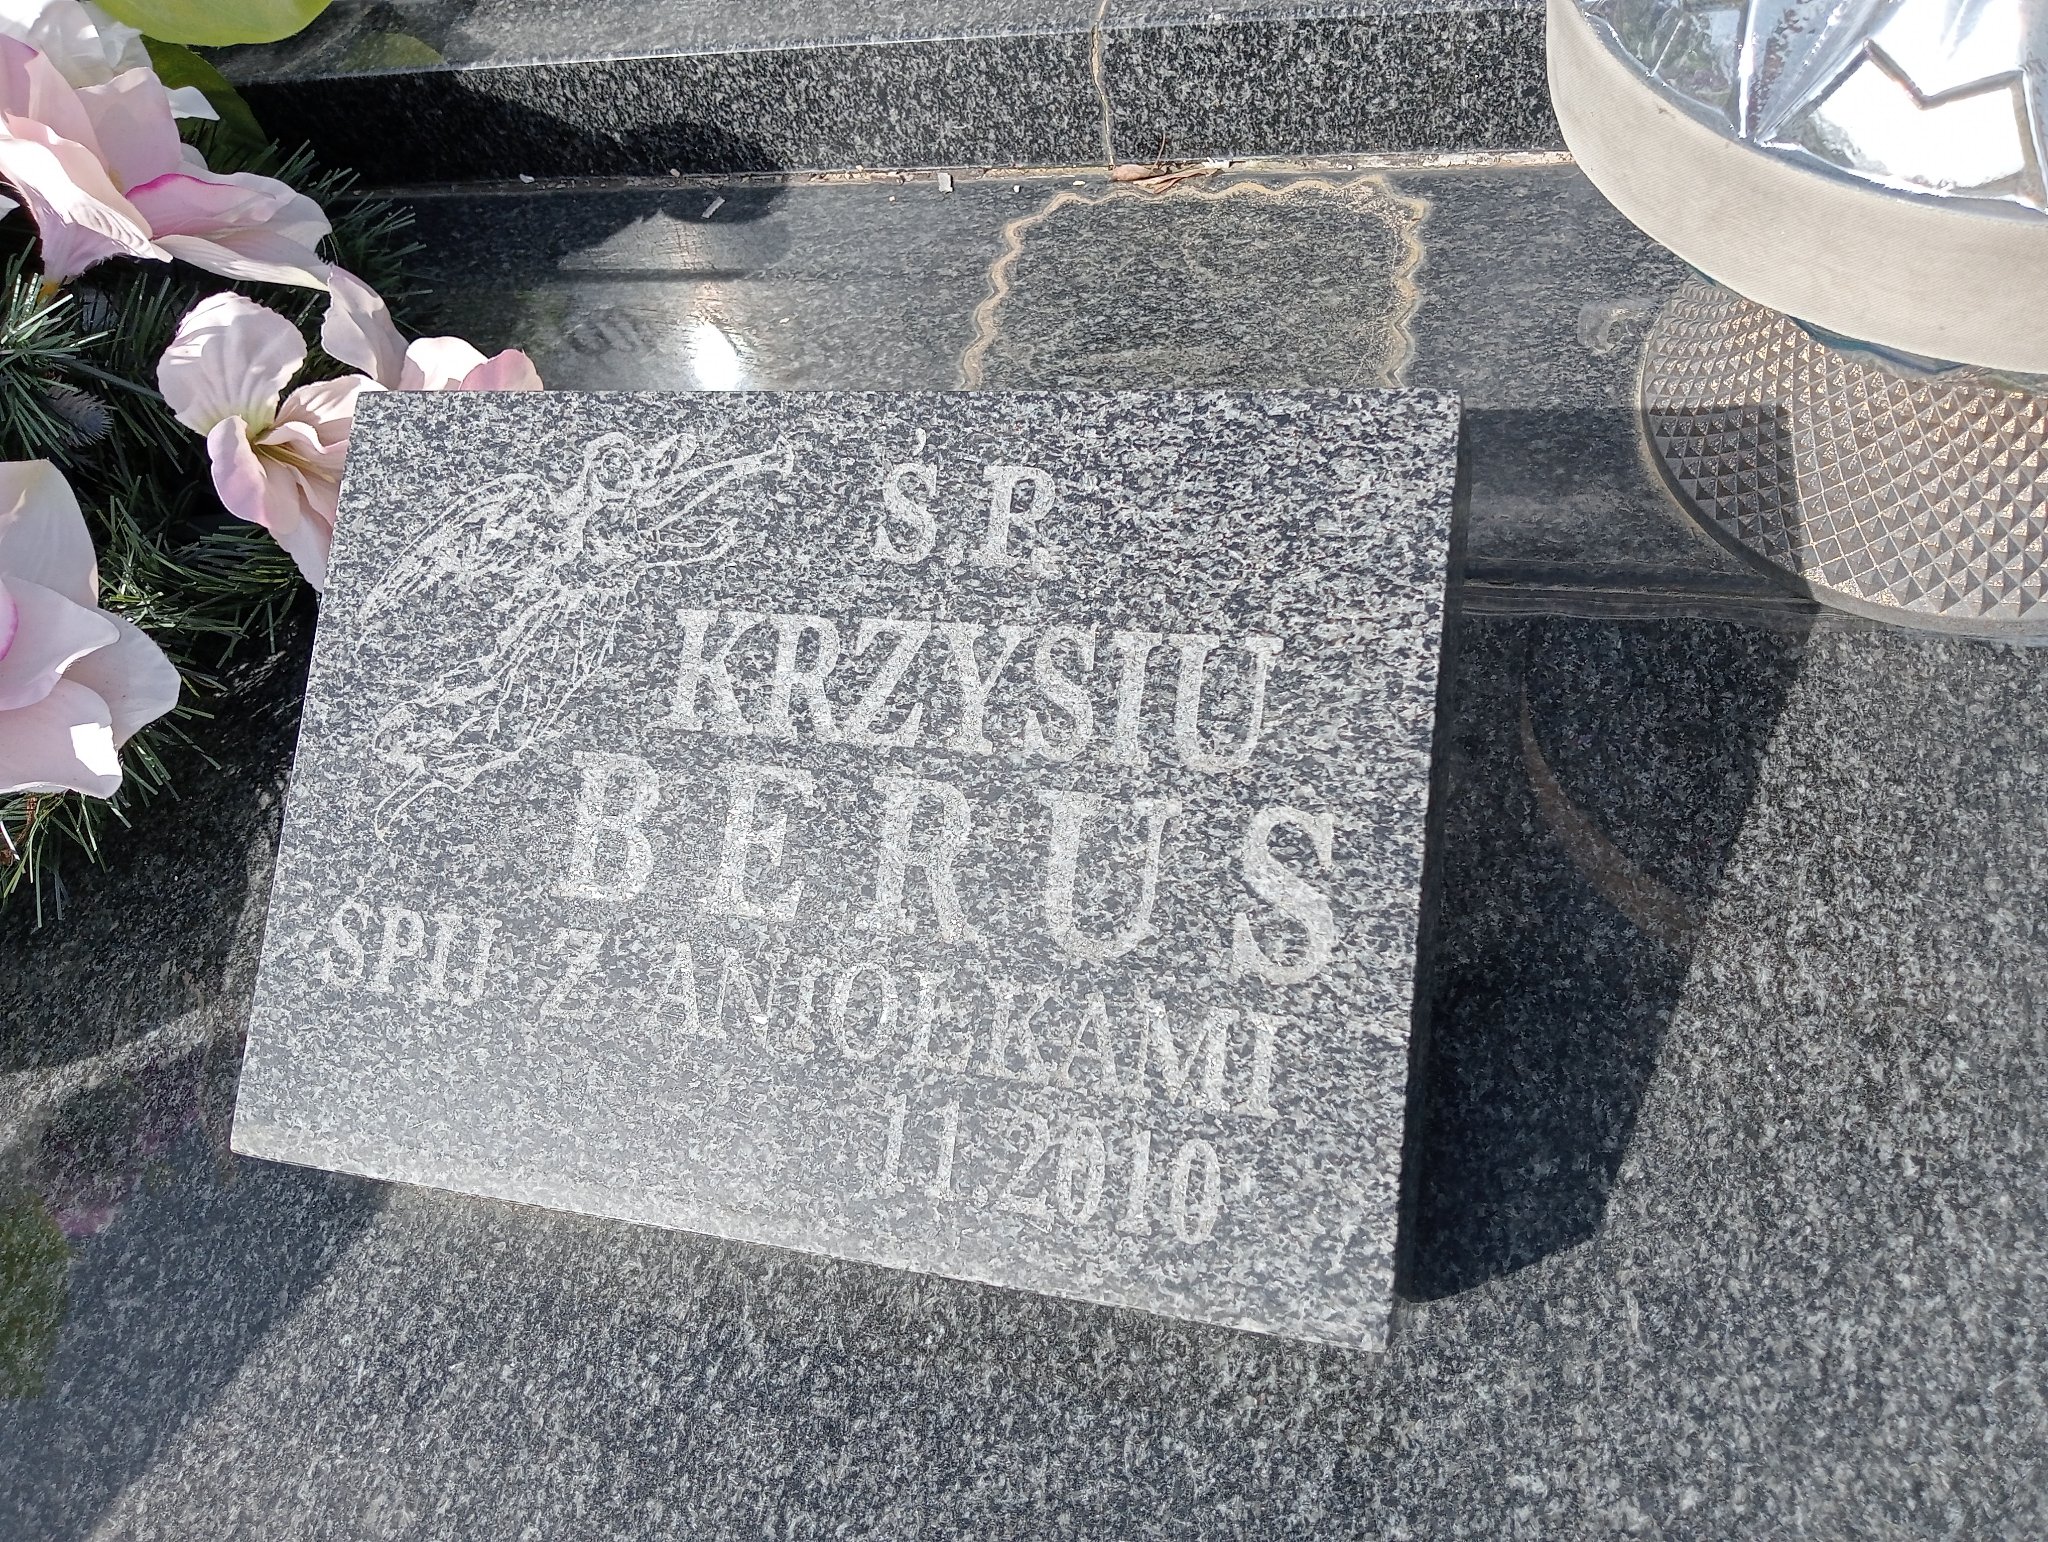 Ś.P.
KRZYSIU
BERUS
SPIJ Z ANIOŁKAMI
11 2010